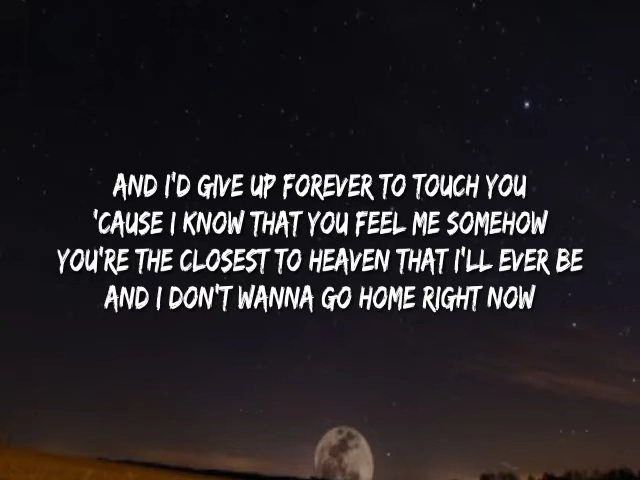 AND I'D GIVE UP FOREVER TO TOUCH YOU
'CAUSE I KNOW THAT YOU FEEL ME SOMEHOW
YOU'RE THE CLOSEST TO HEAVEN THAT I'LL EVER BE
AND I DON'T WANNA GO HOME RIGHT NOW